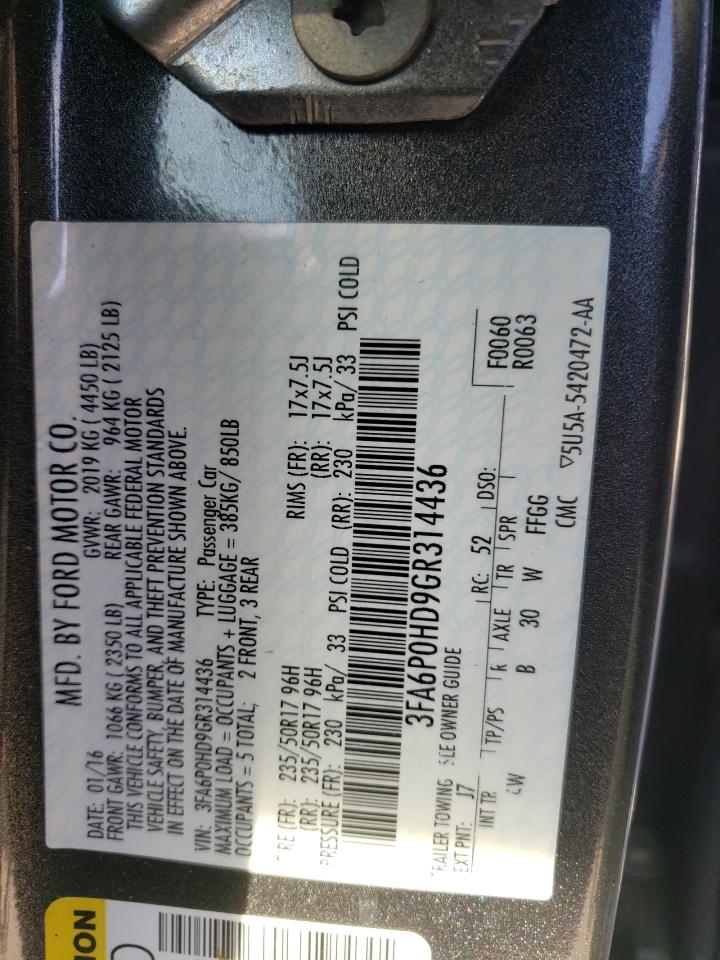 MFD. BY FORD MOTOR CO.
DATE: 01/16 GVWR: 2019 KG ( 4450 LB)
FRONT GAWR: 1066 KG ( 2350 LB) REAR GAWR: 964 KG ( 2125 LB)
THIS VEHICLE CONFORMS TO ALL APPLICABLE FEDERAL MOTOR
VEHICLE SAFETY, BUMPER, AND THEFT PREVENTION STANDARDS
IN EFFECT ON THE DATE OF MANUFACTURE SHOWN ABOVE.
VIN: 3FA6P0HD9GR314436 TYPE: Passenger Car
MAXIMUM LOAD = OCCUPANTS + LUGGAGE = 385KG/ 850LB
OCCUPANTS = 5 TOTAL; 2 FRONT, 3 REAR
TIRE (FR): 235/50R17 96H RIMS (FR): 17x7.5J
(RR): 235/50R17 96H (RR): 17x7.5J
PRESSURE (FR): 230 kPa/ 33 PSI COLD (RR): 230 kPa/ 33 PSI COLD
3FA6P0HD9GR314436
TRAILER TOWING SEE OWNER GUIDE
EXT PNT: J7 RC: 52 DSO: F0060
R0063
INT TR TP/PS R AXLE TR SPR
4W B 30 W FFGG
CMC ▽5U5A-5420472-AA